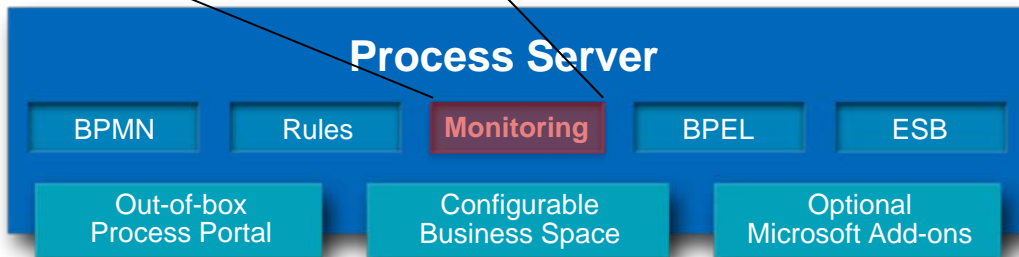 Process Server
BPMN
Rules
Monitoring
BPEL
ESB
Out-of-box
Process Portal
Configurable
Business Space
Optional
Microsoft Add-ons